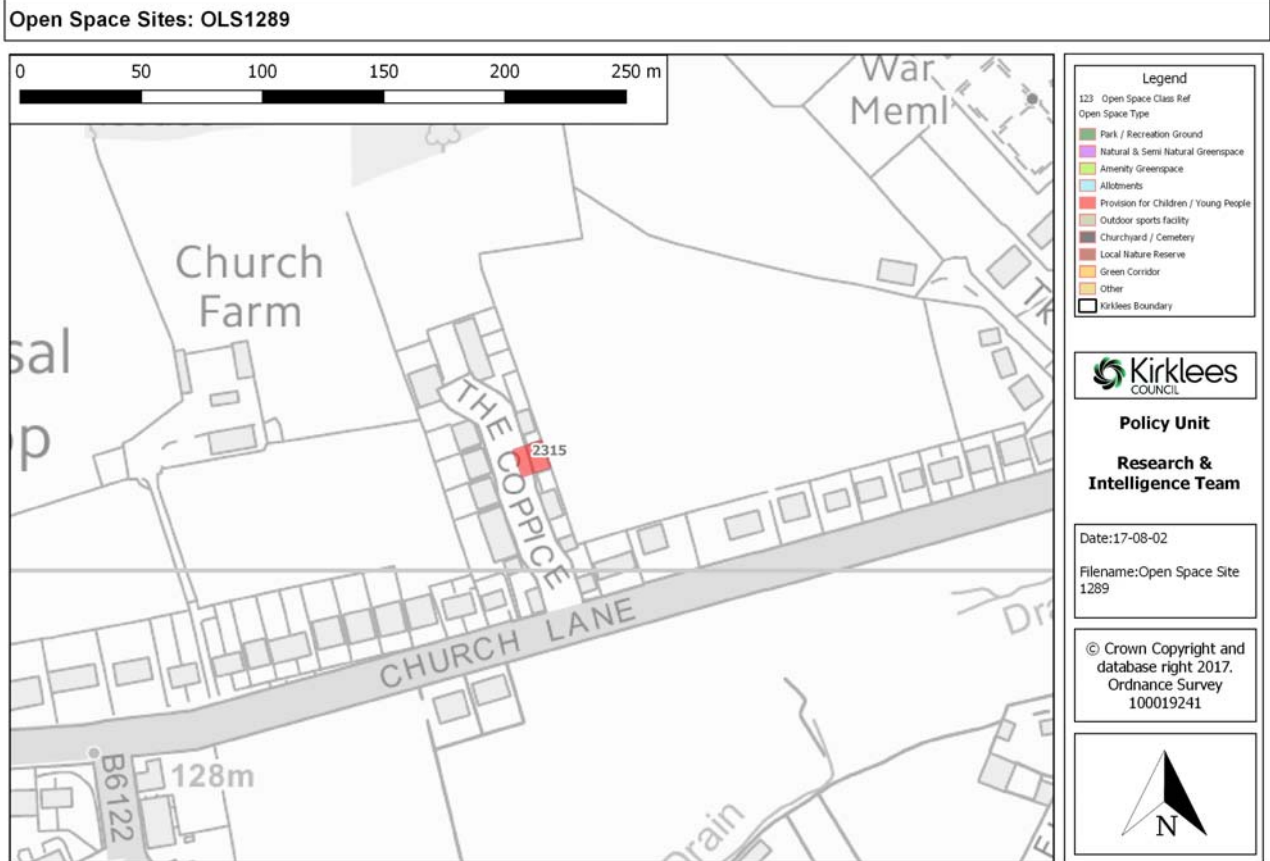 Open Space Sites: OLS1289
0 50 100 150 200 250 m
War
Meml
Church
Farm
sal
op
THE COPPICE
2315
CHURCH LANE
B6122
128m
Drain
Legend
123 Open Space Class Ref
Open Space Type
Park / Recreation Ground
Natural & Semi Natural Greenspace
Amenity Greenspace
Allotments
Provision for Children / Young People
Outdoor sports facility
Churchyard / Cemetery
Local Nature Reserve
Green Corridor
Other
Kirklees Boundary
Kirklees
COUNCIL
Policy Unit
Research &
Intelligence Team
Date:17-08-02
Filename:Open Space Site
1289
© Crown Copyright and
database right 2017.
Ordnance Survey
100019241
N